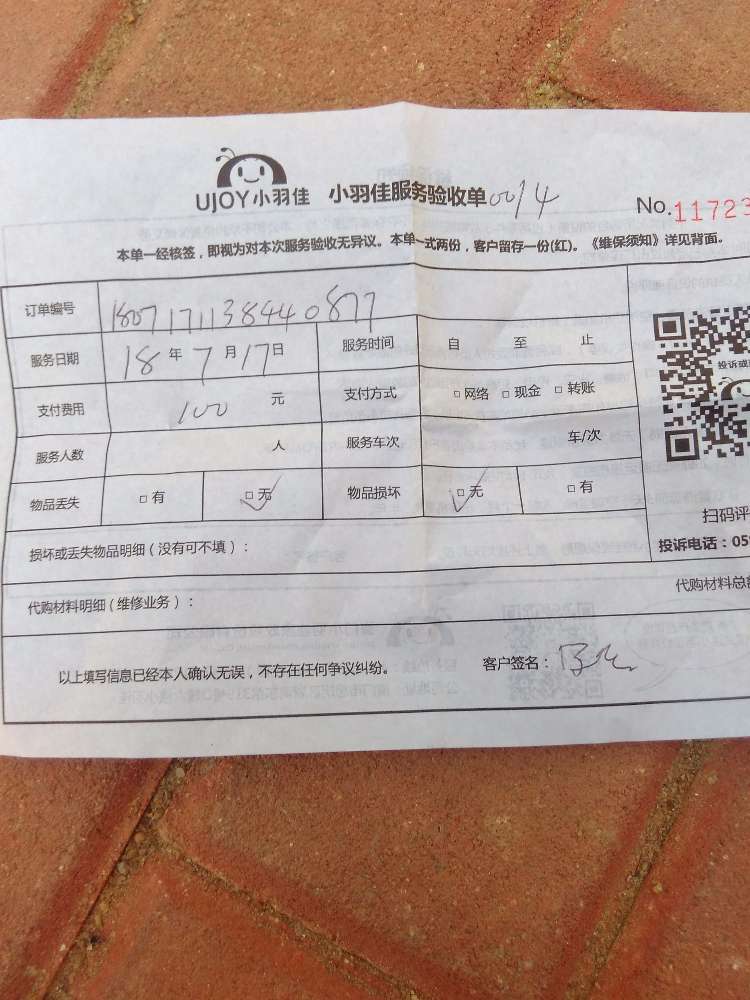 UJOY小羽佳 小羽佳服务验收单 0014 No.11723
本单一经核签，即视为对本次服务验收无异议。本单一式两份，客户留存一份(红)。《维保须知》详见背面。
订单编号 180717113844 0877
服务日期 18 年 7 月 17 日 服务时间 自 至 止
投诉或
支付费用 100 元 支付方式 □ 网络 □ 现金 □ 转账
服务人数 人 服务车次 车/次
物品丢失 □ 有 □ 无 物品损坏 □ 无 □ 有
扫码评
损坏或丢失物品明细（没有可不填）： 投诉电话：05
代购材料明细（维修业务）： 代购材料总
以上填写信息已经本人确认无误，不存在任何争议纠纷。 客户签名：